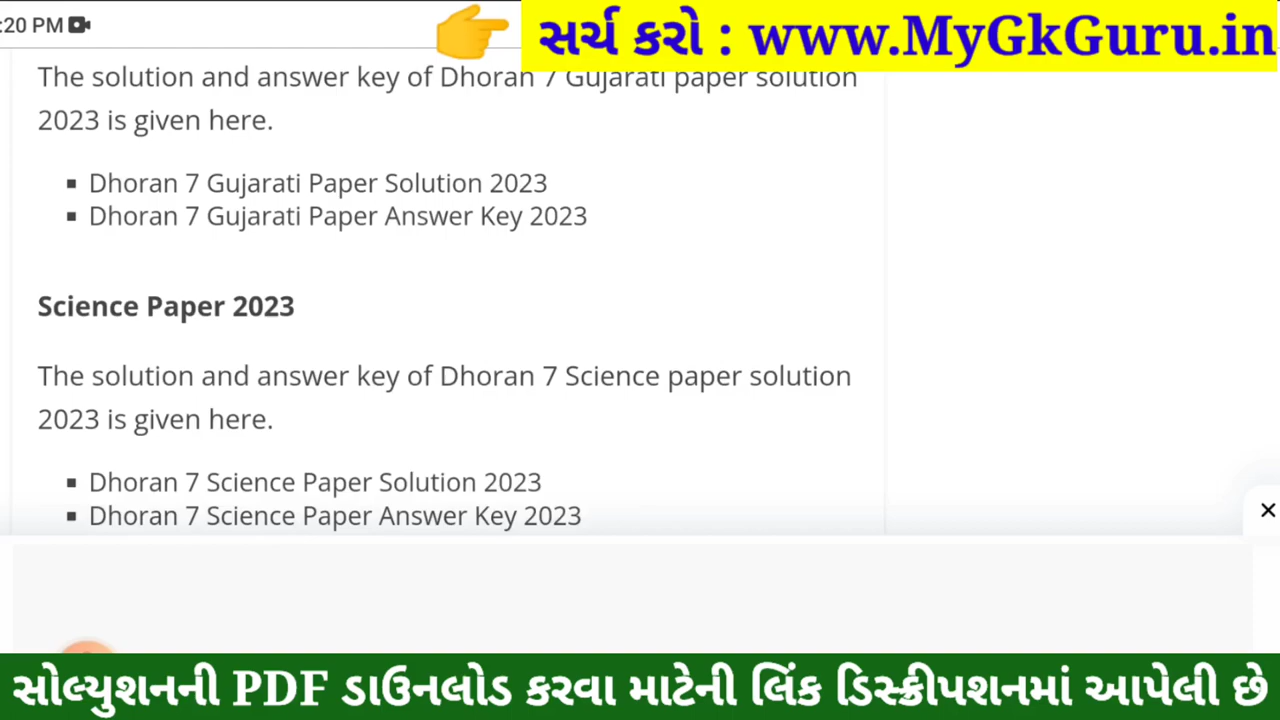 :20 PM
સર્ચ કરો : www.MyGkGuru.in
The solution and answer key of Dhoran 7 Gujarati paper solution
2023 is given here.
▪ Dhoran 7 Gujarati Paper Solution 2023
▪ Dhoran 7 Gujarati Paper Answer Key 2023
Science Paper 2023
The solution and answer key of Dhoran 7 Science paper solution
2023 is given here.
▪ Dhoran 7 Science Paper Solution 2023
▪ Dhoran 7 Science Paper Answer Key 2023
સોલ્યુશનની PDF ડાઉનલોડ કરવા માટેની લિંક ડિસ્ક્રીપશનમાં આપેલી છે